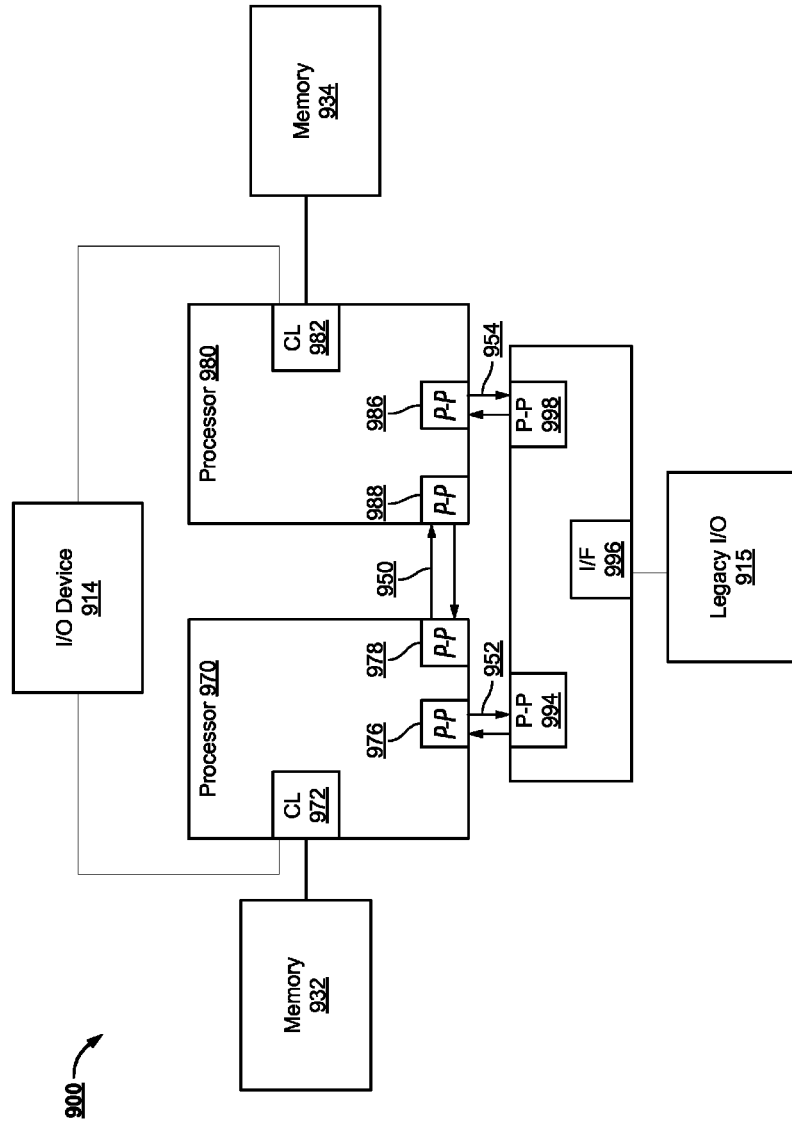 900
I/O Device
914
Memory
932
Memory
934
Processor 970
CL
972
Processor 980
CL
982
976
P-P
978
P-P
950
988
P-P
986
P-P
952
954
P-P
994
P-P
998
I/F
996
Legacy I/O
915